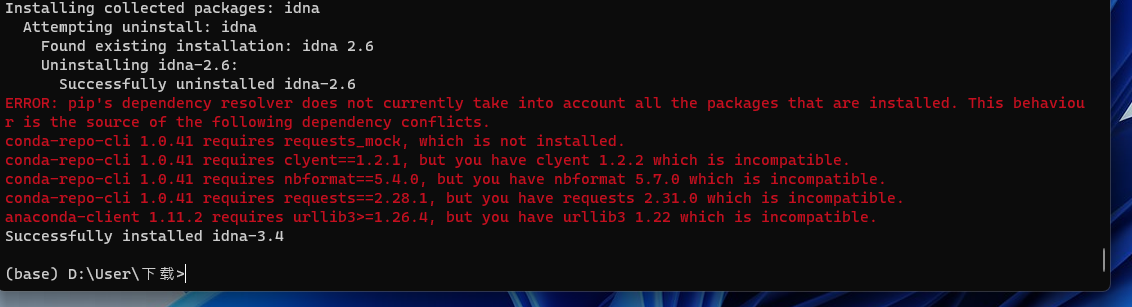 Installing collected packages: idna
  Attempting uninstall: idna
    Found existing installation: idna 2.6
    Uninstalling idna-2.6:
      Successfully uninstalled idna-2.6
ERROR: pip's dependency resolver does not currently take into account all the packages that are installed. This behaviou
r is the source of the following dependency conflicts.
conda-repo-cli 1.0.41 requires requests_mock, which is not installed.
conda-repo-cli 1.0.41 requires clyent==1.2.1, but you have clyent 1.2.2 which is incompatible.
conda-repo-cli 1.0.41 requires nbformat==5.4.0, but you have nbformat 5.7.0 which is incompatible.
conda-repo-cli 1.0.41 requires requests==2.28.1, but you have requests 2.31.0 which is incompatible.
anaconda-client 1.11.2 requires urllib3>=1.26.4, but you have urllib3 1.22 which is incompatible.
Successfully installed idna-3.4
(base) D:\User\下载>